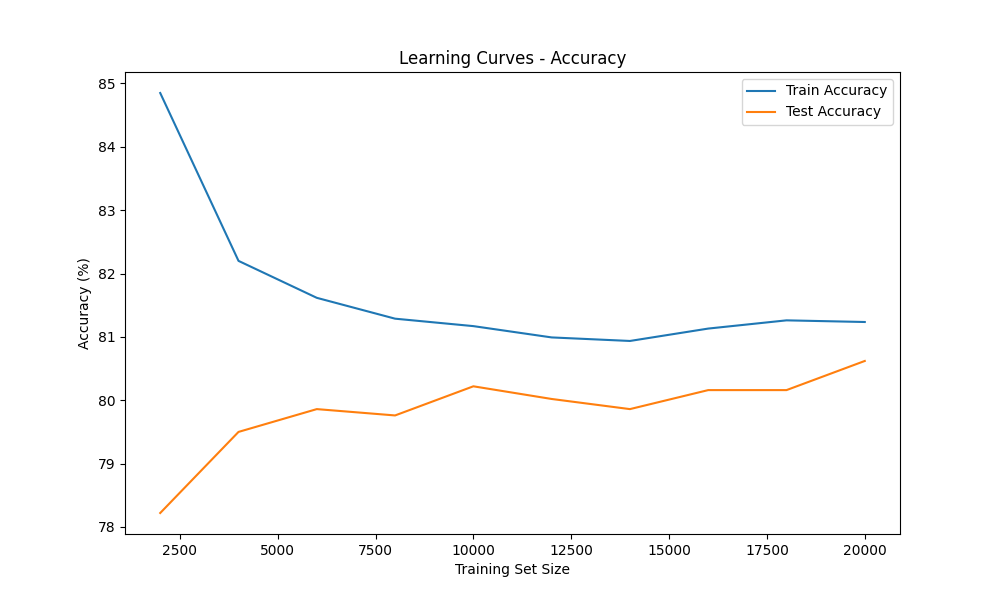 Learning Curves - Accuracy
Train Accuracy
Test Accuracy
Accuracy (%)
85
84
83
82
81
80
79
78
2500 5000 7500 10000 12500 15000 17500 20000
Training Set Size